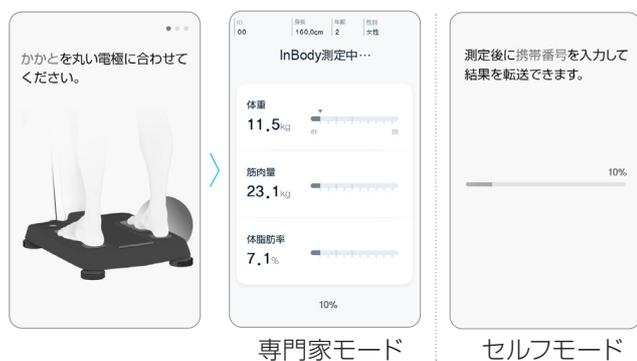 かかとを丸い電極に合わせて
ください。
ID 身長 年齢 性別
00 160.0cm 2 女性
InBody測定中…
体重
11.5kg
筋肉量
23.1kg
体脂肪率
7.1%
10%
専門家モード
測定後に携帯番号を入力して
結果を転送できます。
10%
セルフモード